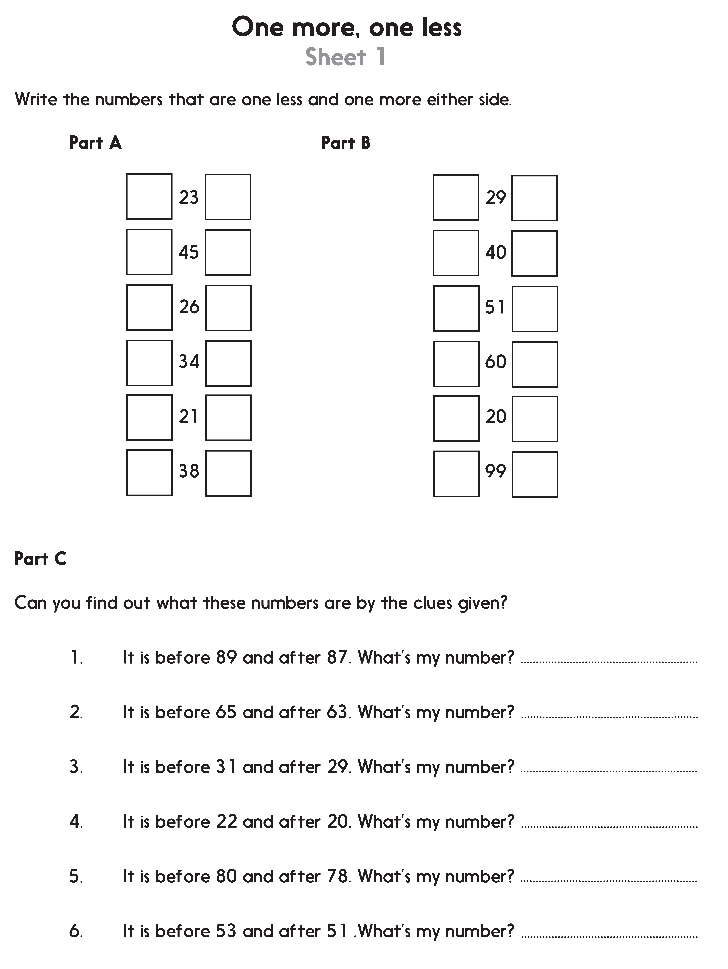 One more, one less
Sheet 1
Write the numbers that are one less and one more either side.
Part A
23
45
26
34
21
38
Part B
29
40
51
60
20
99
Part C
Can you find out what these numbers are by the clues given?
1. It is before 89 and after 87. What's my number?
2. It is before 65 and after 63. What's my number?
3. It is before 31 and after 29. What's my number?
4. It is before 22 and after 20. What's my number?
5. It is before 80 and after 78. What's my number?
6. It is before 53 and after 51 .What's my number?